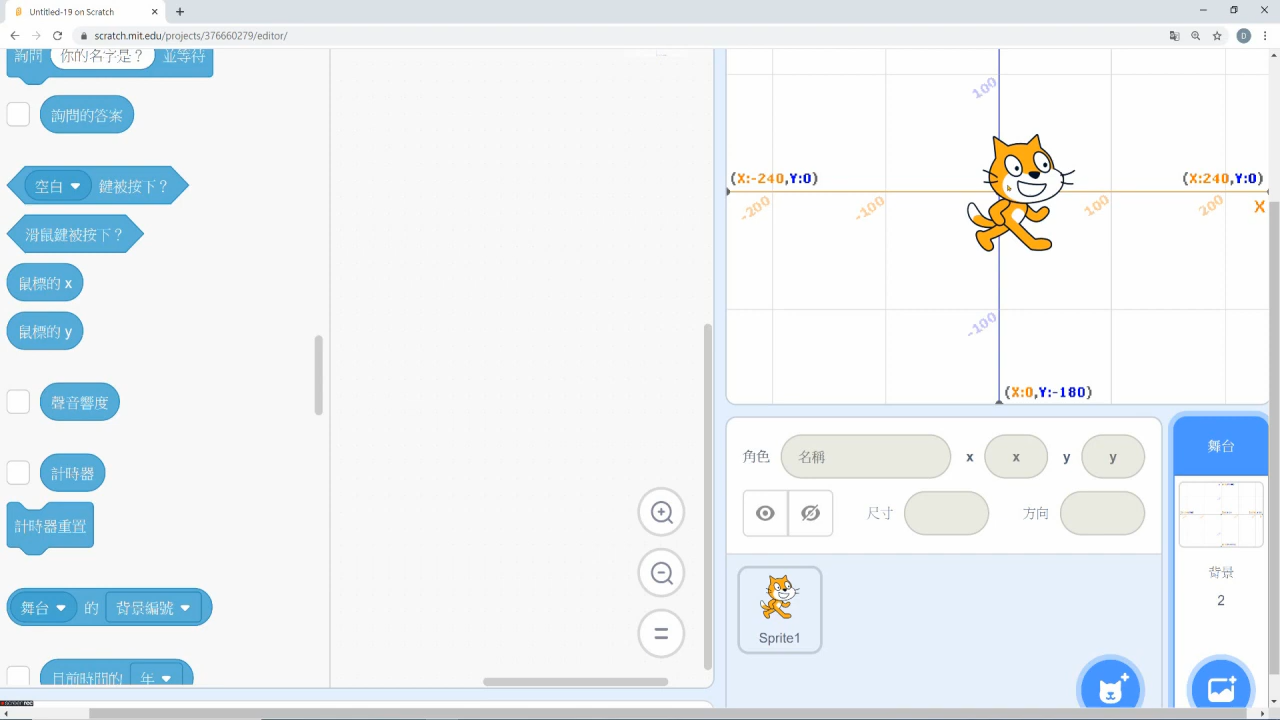 Untitled-19 on Scratch
scratch.mit.edu/projects/376660279/editor/
D
詢問 你的名字是？ 並等待
詢問的答案
空白 鍵被按下？
滑鼠鍵被按下？
鼠標的 x
鼠標的 y
聲音響度
計時器
計時器重置
舞台 的 背景編號
目前時間的 年
100
(X:-240,Y:0)
(X:240,Y:0)
-200 -100 100 200 X
-100
(X:0,Y:-180)
角色 名稱 x x y y
尺寸 方向
Sprite1
舞台
背景
2